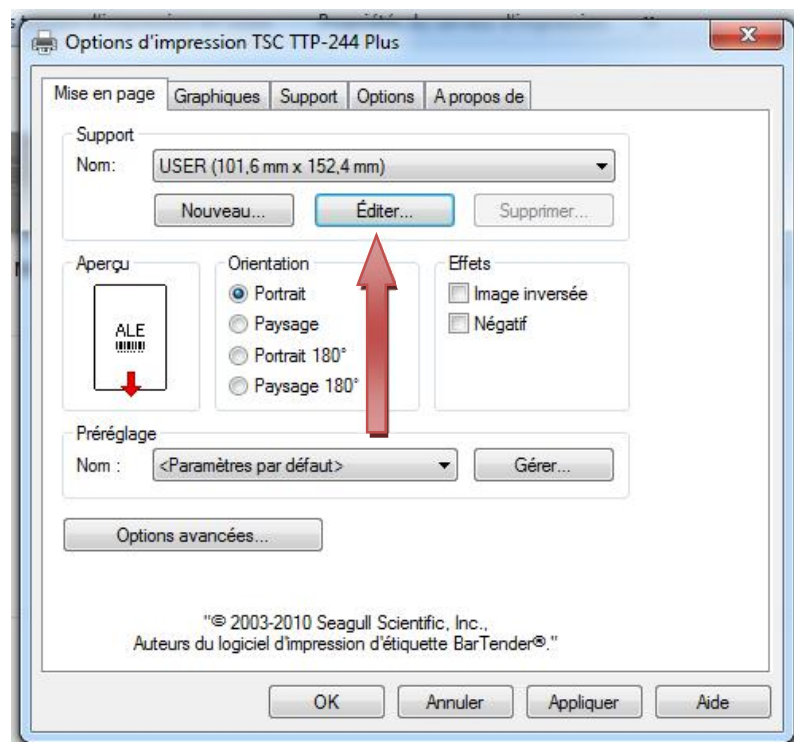 Options d'impression TSC TTP-244 Plus
Mise en page Graphiques Support Options A propos de
Support
Nom: USER (101,6 mm x 152,4 mm)
Nouveau... Éditer... Supprimer...
Aperçu Orientation Effets
Portrait Image inversée
ALE Paysage Négatif
Portrait 180°
Paysage 180°
Préréglage
Nom : <Paramètres par défaut> Gérer...
Options avancées...
"© 2003-2010 Seagull Scientific, Inc.,
Auteurs du logiciel d'impression d'étiquette BarTender®."
OK Annuler Appliquer Aide